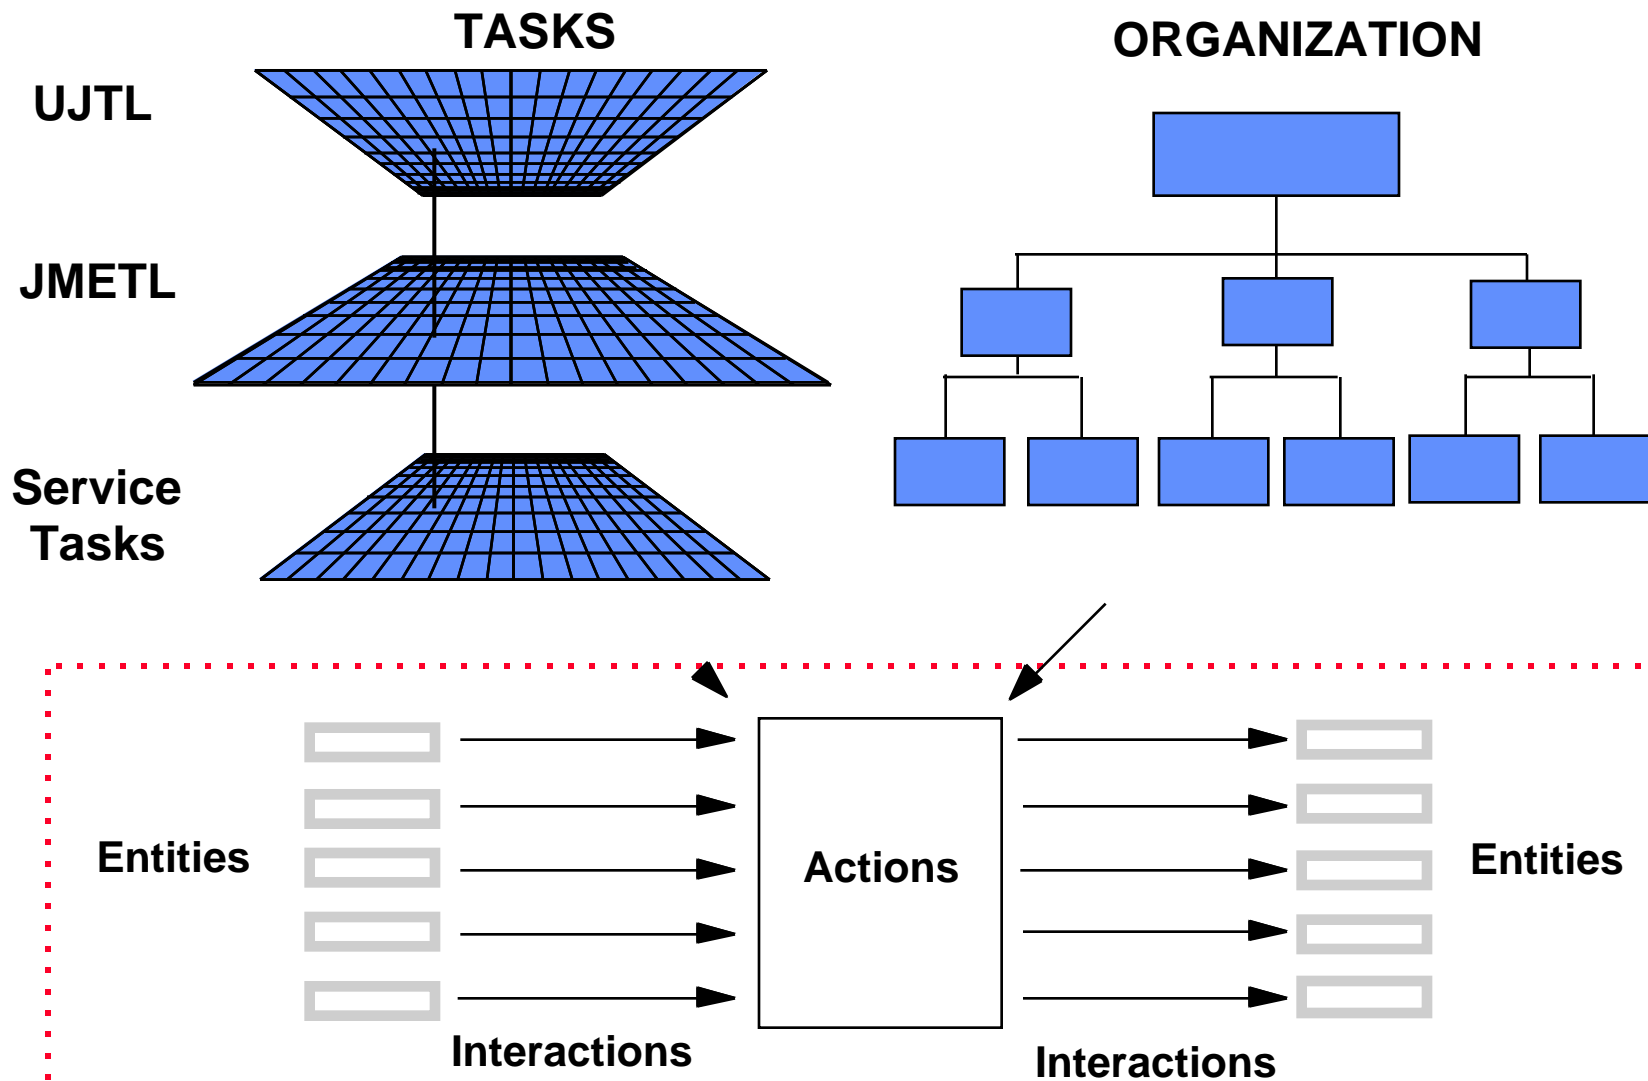 TASKS
ORGANIZATION
UJTL
JMETL
Service
Tasks
Entities
Actions
Entities
Interactions
Interactions